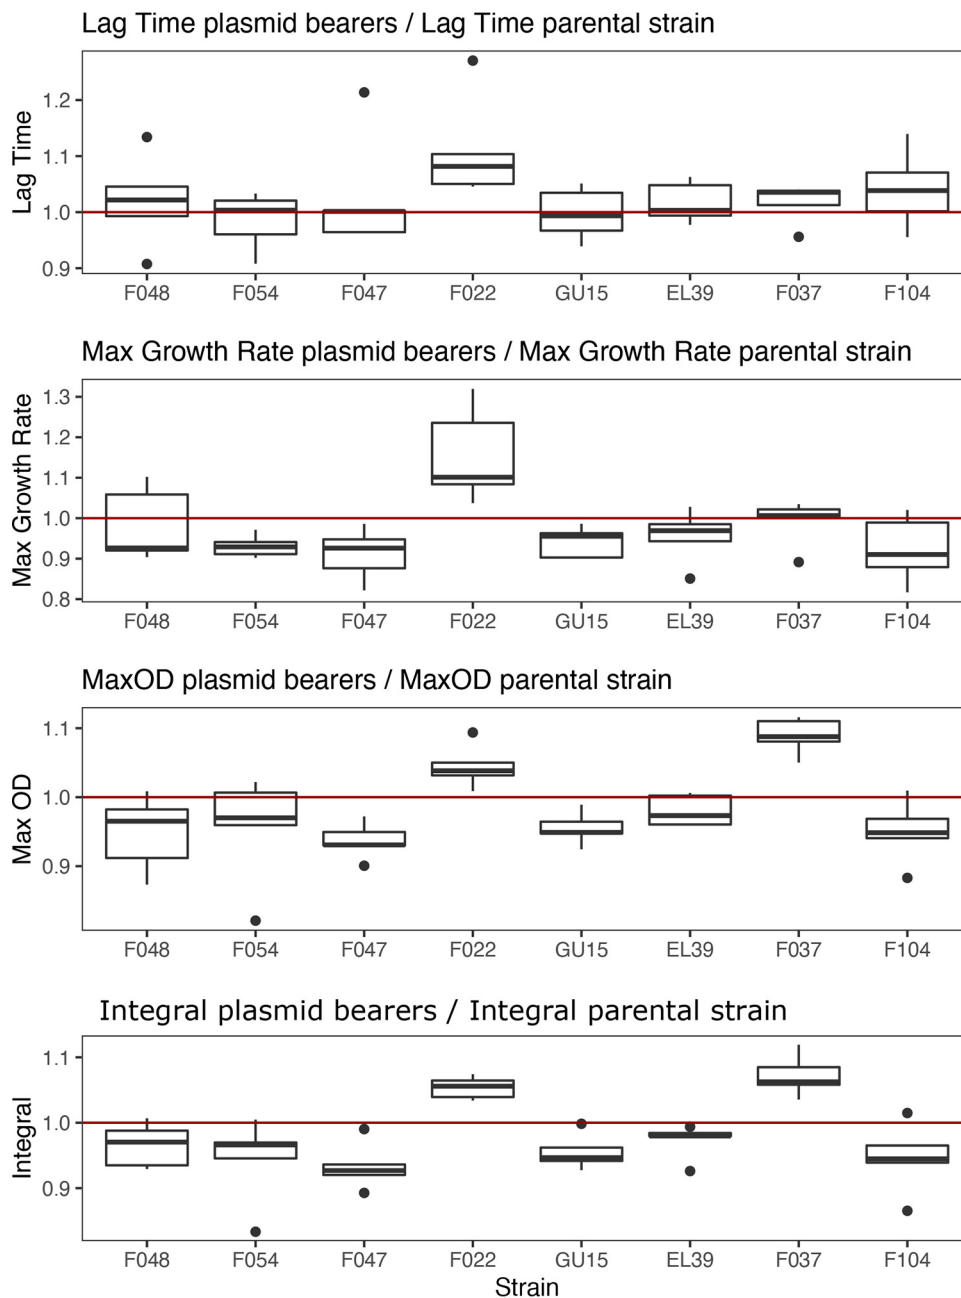 Lag Time plasmid bearers / Lag Time parental strain
Lag Time
1.2
1.1
1.0
0.9
F048 F054 F047 F022 GU15 EL39 F037 F104
Max Growth Rate plasmid bearers / Max Growth Rate parental strain
Max Growth Rate
1.3
1.2
1.1
1.0
0.9
0.8
F048 F054 F047 F022 GU15 EL39 F037 F104
MaxOD plasmid bearers / MaxOD parental strain
Max OD
1.1
1.0
0.9
F048 F054 F047 F022 GU15 EL39 F037 F104
Integral plasmid bearers / Integral parental strain
Integral
1.1
1.0
0.9
F048 F054 F047 F022 GU15 EL39 F037 F104
Strain